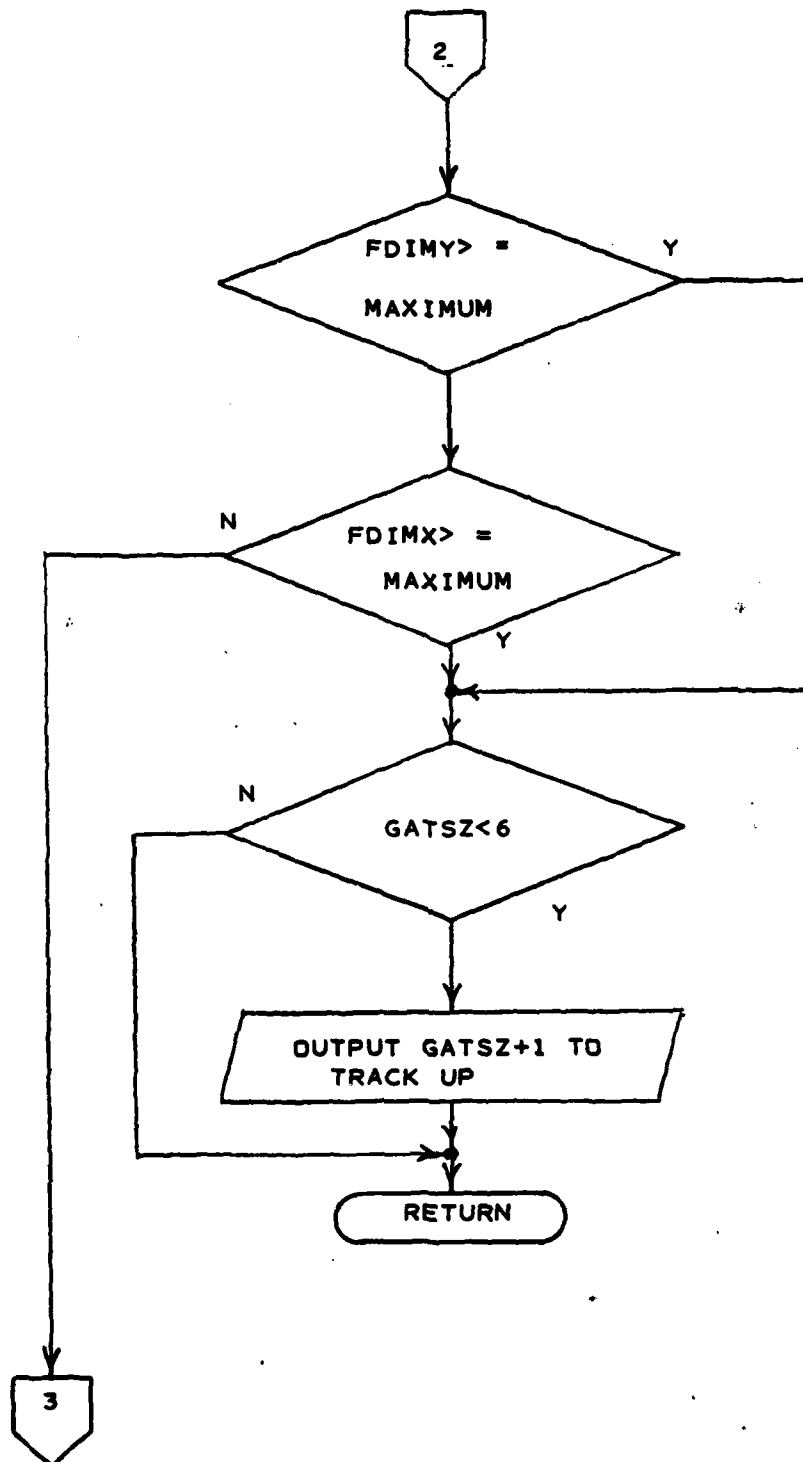 2
FDIMY> =
MAXIMUM
Y
N
FDIMX> =
MAXIMUM
Y
N
GATSZ<6
Y
OUTPUT GATSZ+1 TO
TRACK UP
RETURN
3